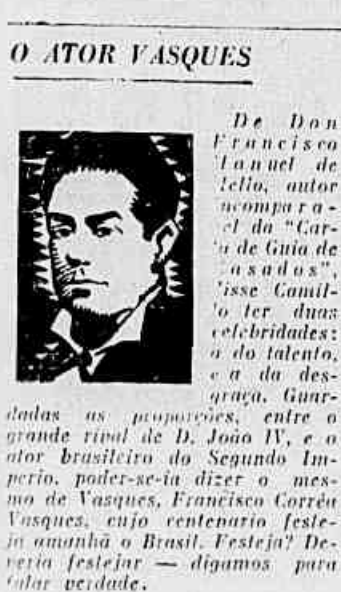 O ATOR VASQUES
De Don
Francisco
Manuel de
Mello, autor
incompara-
vel da "Car-
ta de Guia de
Casados",
disse Camil-
lo ter duas
celebridades:
a do talento,
e a da des-
graça. Guar-
dadas as proporções, entre o
grande rival de D. João IV, e o
ator brasileiro do Segundo Im-
perio, poder-se-ia dizer o mes-
mo de Vasques, Francisco Corrêa
Vasques, cujo centenario feste-
ja amanhã o Brasil. Festeja? De-
veria festejar — digamos para
falar verdade.